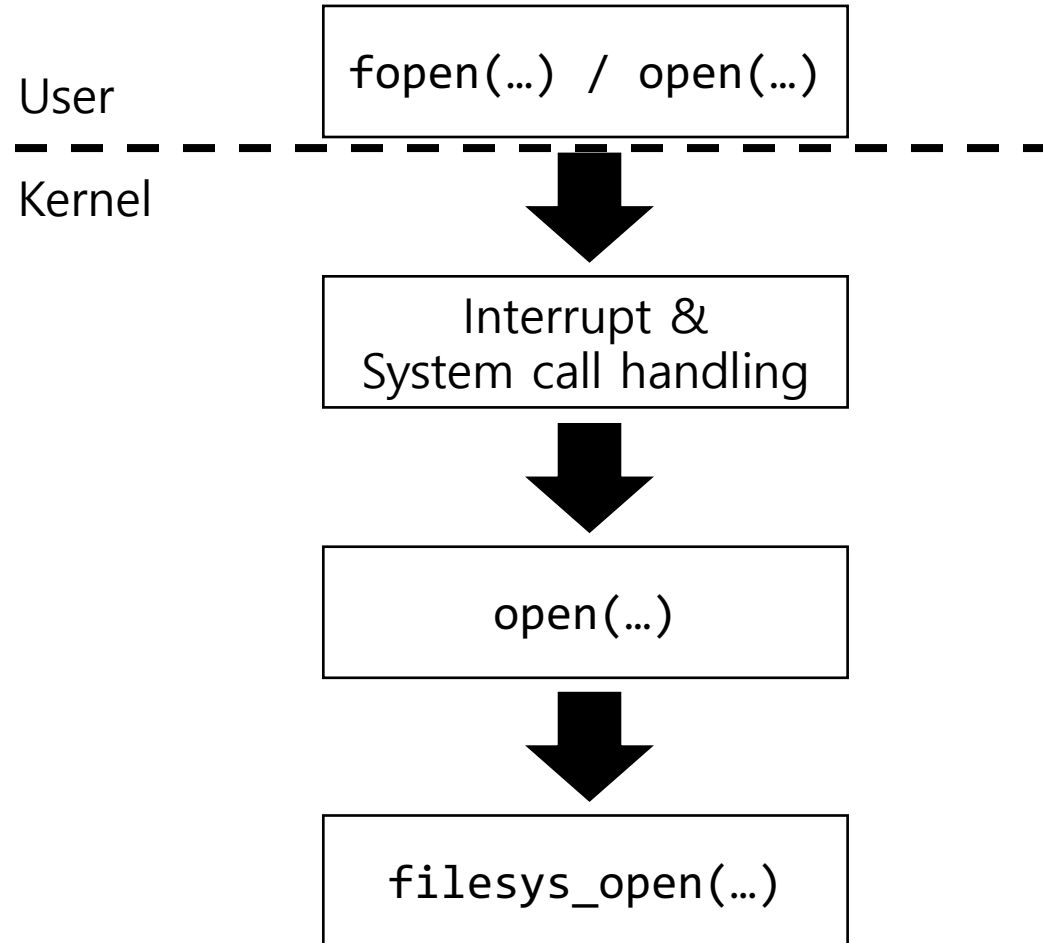 fopen(…) / open(…)
User
Kernel
Interrupt &
System call handling
open(…)
filesys_open(…)